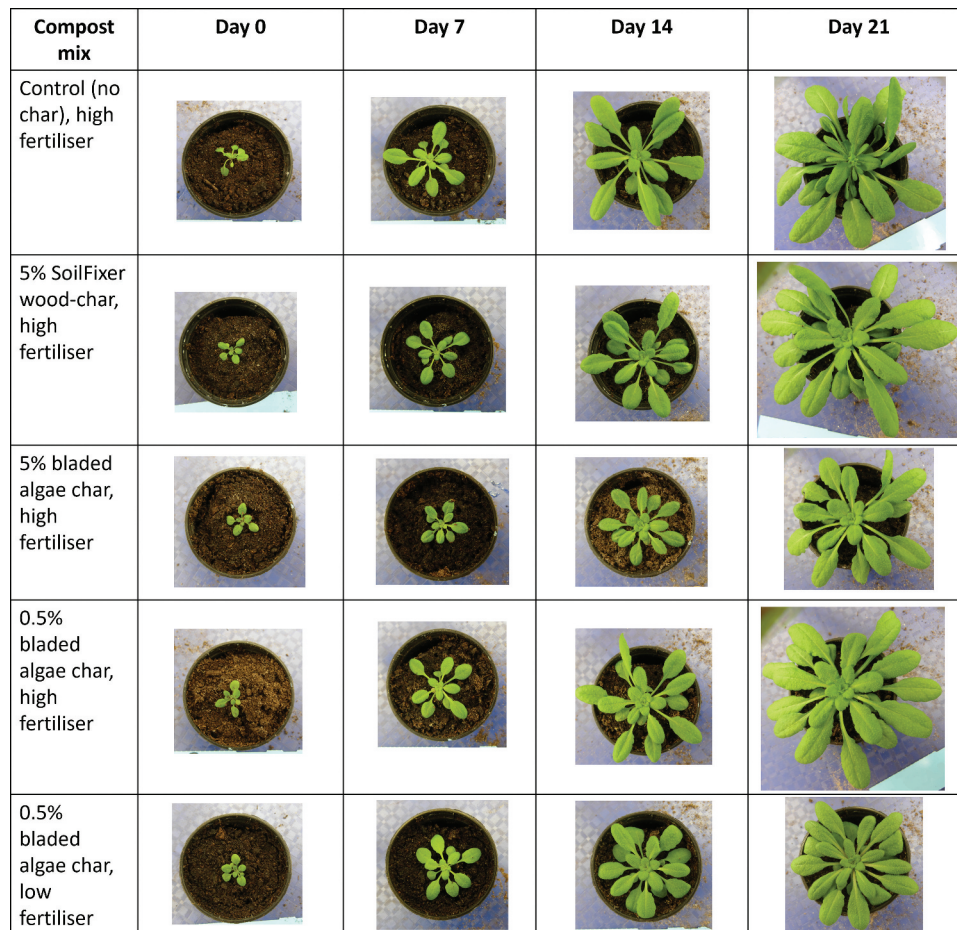 Compost
mix
Day 0
Day 7
Day 14
Day 21
Control (no
char), high
fertiliser
5% SoilFixer
wood-char,
high
fertiliser
5% bladed
algae char,
high
fertiliser
0.5%
bladed
algae char,
high
fertiliser
0.5%
bladed
algae char,
low
fertiliser